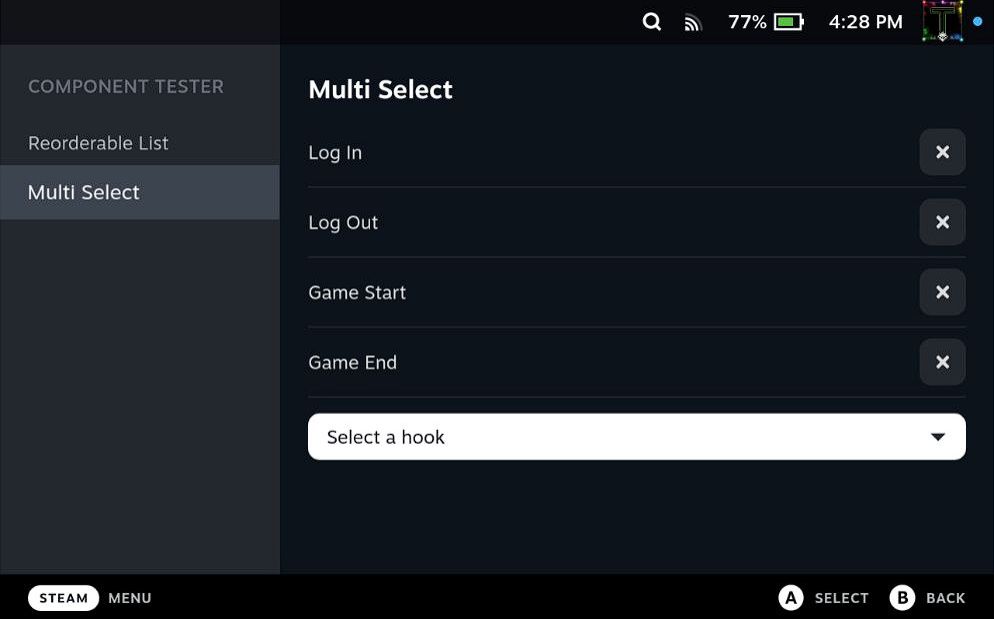 77% 4:28 PM
COMPONENT TESTER
Reorderable List
Multi Select
Multi Select
Log In
Log Out
Game Start
Game End
Select a hook
STEAM MENU
A SELECT B BACK